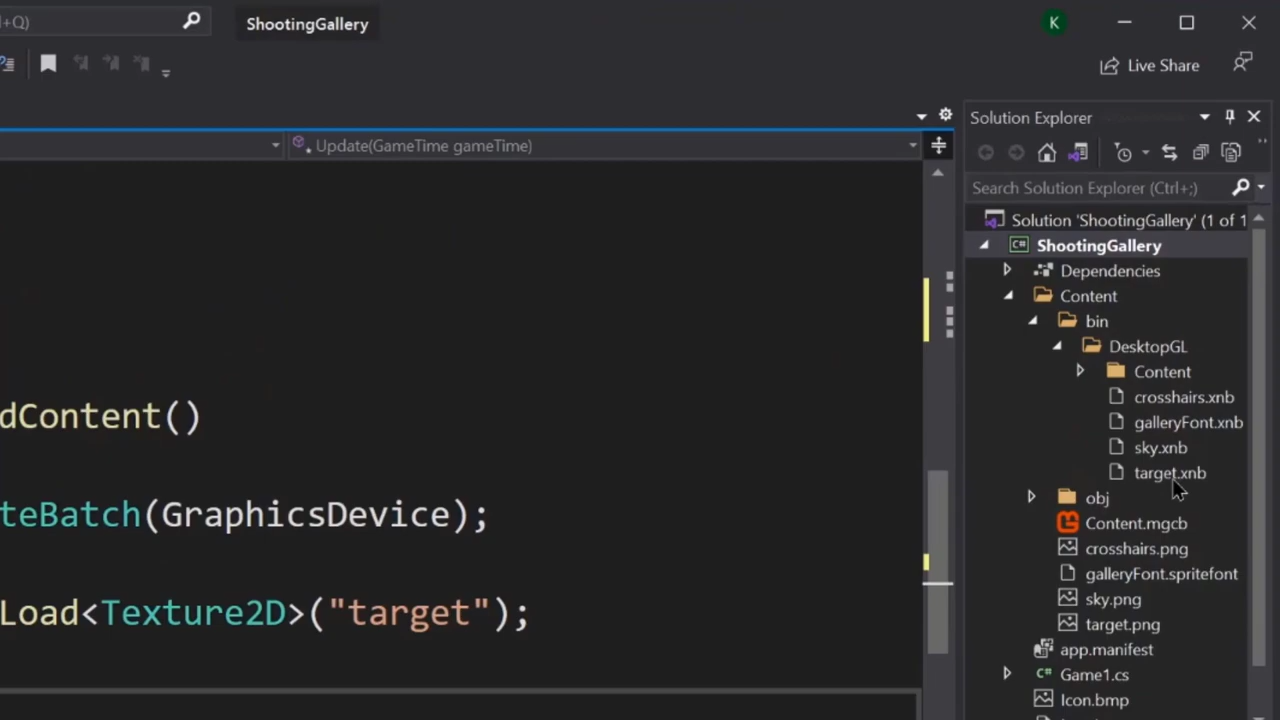 +Q)
ShootingGallery
K
Live Share
Solution Explorer
Update(GameTime gameTime)
Search Solution Explorer (Ctrl+;)
Solution 'ShootingGallery' (1 of 1
ShootingGallery
Dependencies
Content
bin
DesktopGL
Content
crosshairs.xnb
galleryFont.xnb
sky.xnb
target.xnb
obj
Content.mgcb
crosshairs.png
galleryFont.spritefont
sky.png
target.png
app.manifest
C# Game1.cs
Icon.bmp
dContent()
teBatch(GraphicsDevice);
Load<Texture2D>("target");